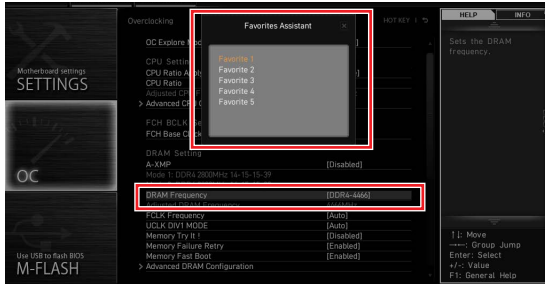 Overclocking
HOT KEY
HELP
INFO
Favorites Assistant
×
Favorite 1
Favorite 2
Favorite 3
Favorite 4
Favorite 5
Motherboard settings
SETTINGS
OC
Use USB to flash BIOS
M-FLASH
OC Explore
CPU Ratio
CPU Ratio
> Advanced CPU
FCH BCLK
FCH Base Clock
DRAM Setting
A-XMP [Disabled]
Mode 1: DDR4 2800MHz 14-15-15-39
DRAM Frequency [DDR4-4466]
Adjusted DRAM Frequency 4466MHz
FCLK Frequency [Auto]
UCLK DIV1 MODE [Auto]
Memory Try It ! [Disabled]
Memory Failure Retry [Enabled]
Memory Fast Boot [Enabled]
> Advanced DRAM Configuration
Sets the DRAM
frequency.
↑↓: Move
→←: Group Jump
Enter: Select
+/-: Value
F1: General Help